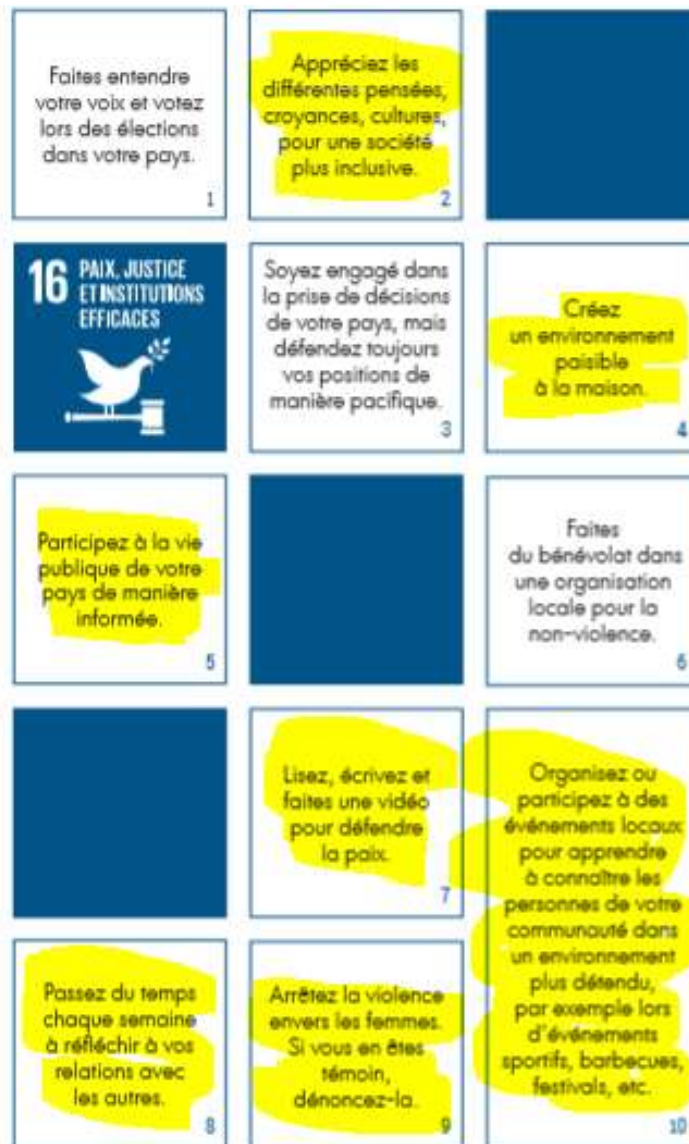 Faites entendre
votre voix et votez
lors des élections
dans votre pays.
1
Appréciez les
différentes pensées,
croyances, cultures,
pour une société
plus inclusive.
2
16 PAIX, JUSTICE
ET INSTITUTIONS
EFFICACES
Soyez engagé dans
la prise de décisions
de votre pays, mais
défendez toujours
vos positions de
manière pacifique.
3
Créez
un environnement
paisible
à la maison.
4
Participez à la vie
publique de votre
pays de manière
informée.
5
Faites
du bénévolat dans
une organisation
locale pour la
non-violence.
6
Lisez, écrivez et
faites une vidéo
pour défendre
la paix.
7
Organisez ou
participez à des
événements locaux
pour apprendre
à connaître les
personnes de votre
communauté dans
un environnement
plus détendu,
par exemple lors
d'événements
sportifs, barbecues,
festivals, etc.
10
Passez du temps
chaque semaine
à réfléchir à vos
relations avec
les autres.
8
Arrêtez la violence
envers les femmes.
Si vous en êtes
témoin,
dénoncez-la.
9